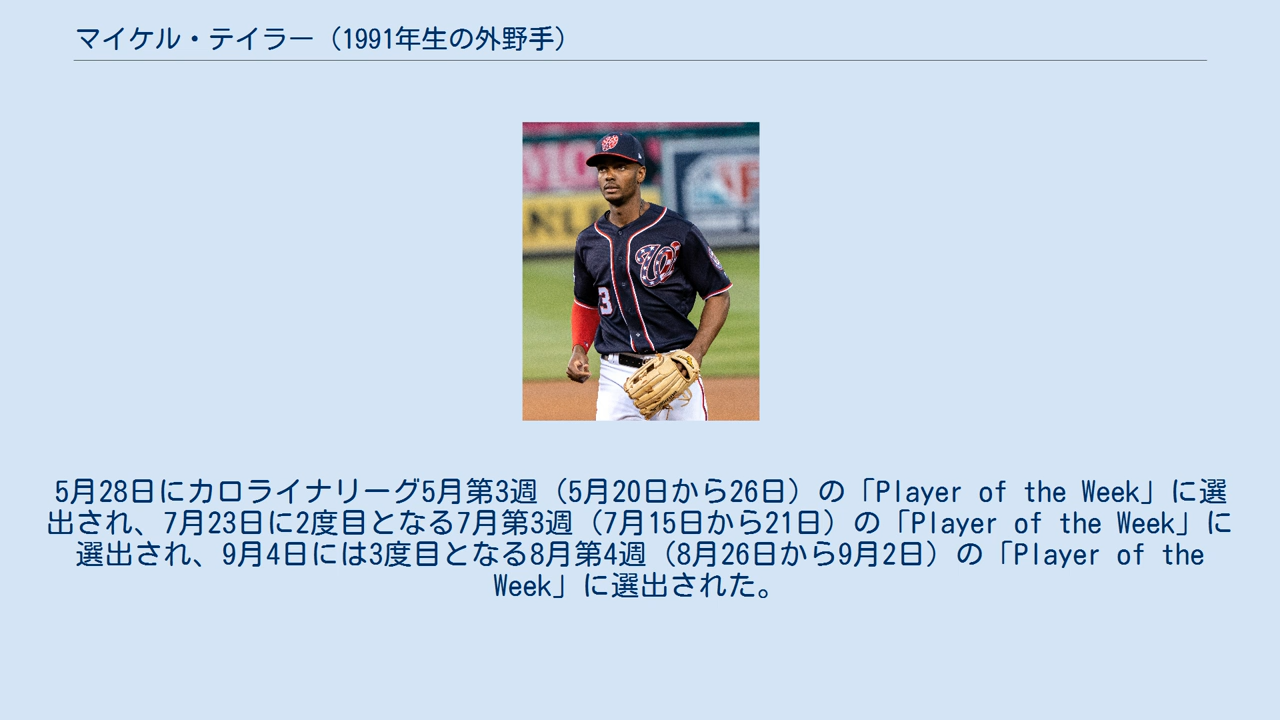 マイケル・テイラー（1991年生の外野手）
5月28日にカロライナリーグ5月第3週（5月20日から26日）の「Player of the Week」に選
出され、7月23日に2度目となる7月第3週（7月15日から21日）の「Player of the Week」に
選出され、9月4日には3度目となる8月第4週（8月26日から9月2日）の「Player of the
Week」に選出された。
3